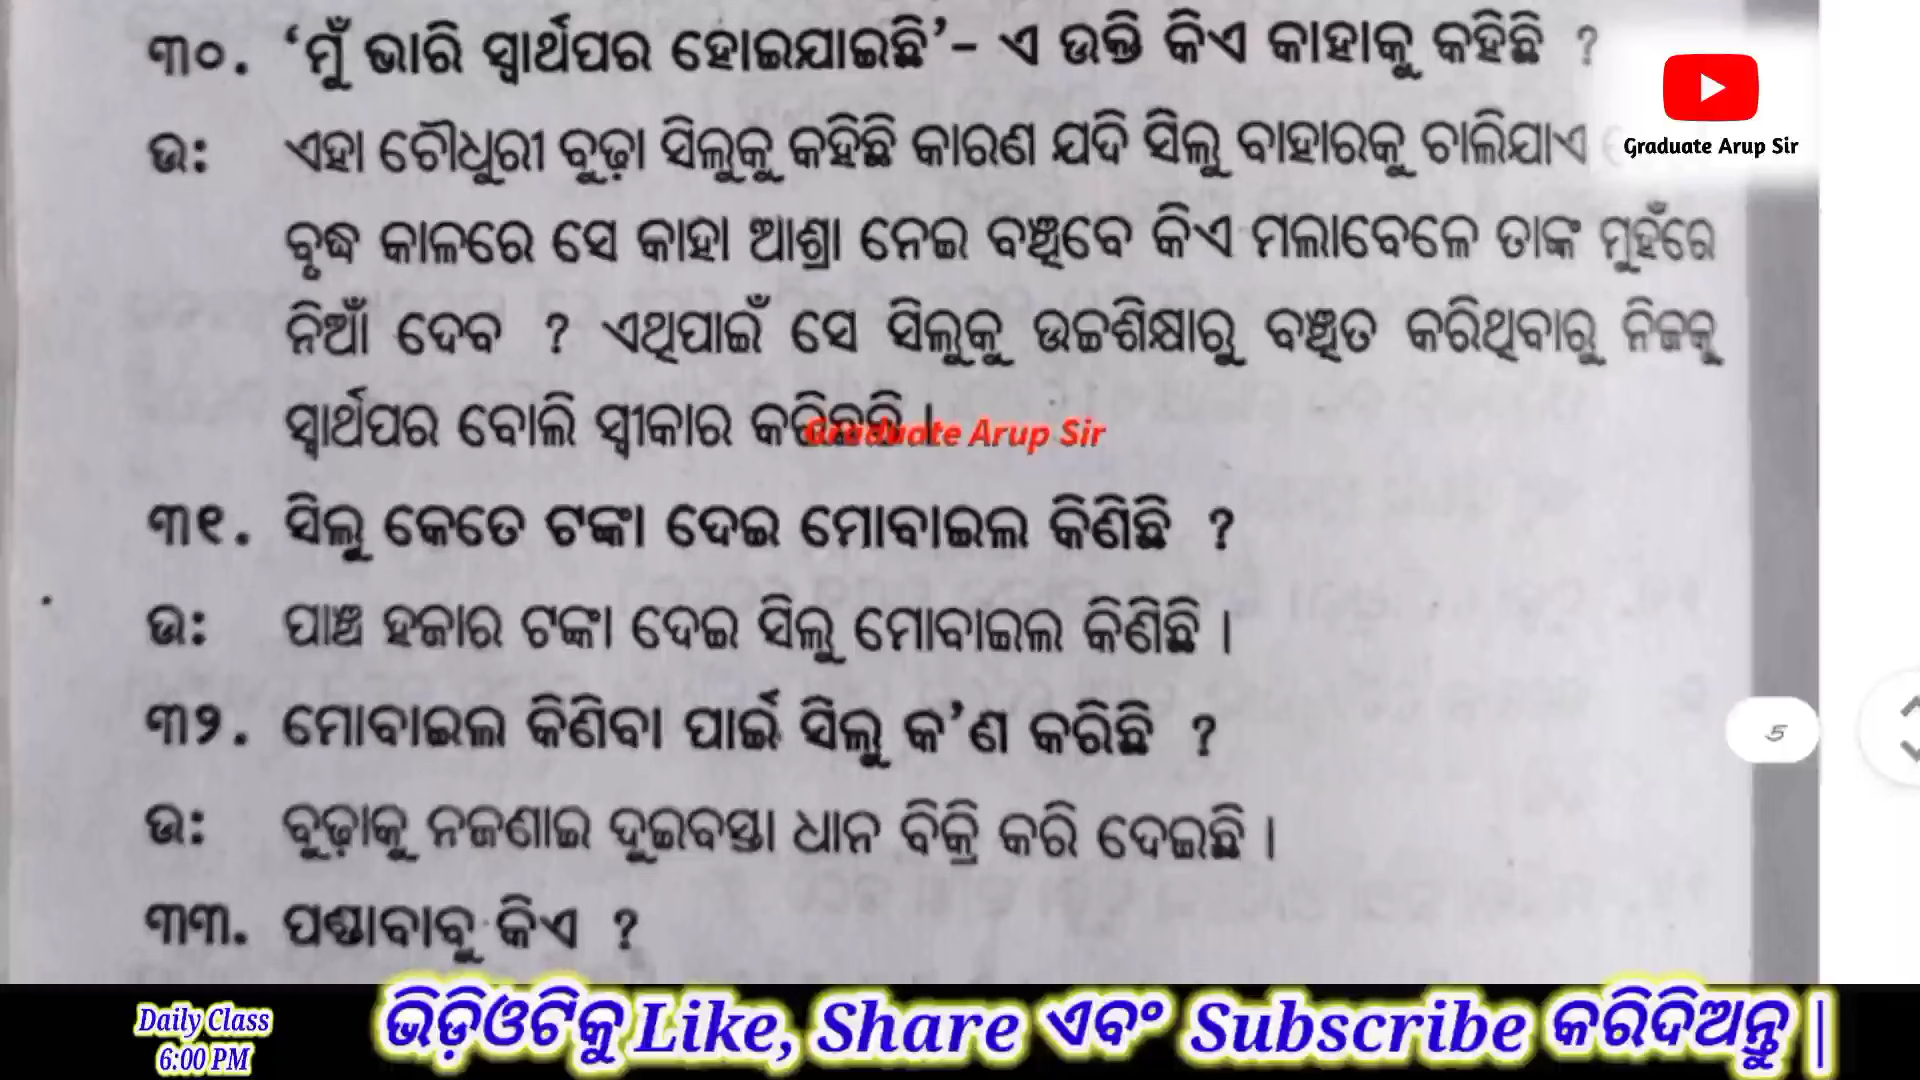 ୩୦. ‘ମୁଁ ଭାରି ସ୍ୱାର୍ଥପର ହୋଇଯାଇଛି’- ଏ ଉକ୍ତି କିଏ କାହାକୁ କହିଛି ?
Graduate Arup Sir
ଉ: ଏହା ଚୌଧୁରୀ ବୁଢ଼ା ସିଲୁକୁ କହିଛି କାରଣ ଯଦି ସିଲୁ ବାହାରକୁ ଚାଲିଯାଏ
ବୃଦ୍ଧ କାଳରେ ସେ କାହା ଆଶ୍ରା ନେଇ ବଞ୍ଚିବେ କିଏ ମଲାବେଳେ ତାଙ୍କ ମୁହଁରେ
ନିଆଁ ଦେବ ? ଏଥିପାଇଁ ସେ ସିଲୁକୁ ଉଚ୍ଚଶିକ୍ଷାରୁ ବଞ୍ଚିତ କରିଥିବାରୁ ନିଜକୁ
ସ୍ୱାର୍ଥପର ବୋଲି ସ୍ୱୀକାର
Graduate Arup Sir
୩୧. ସିଲୁ କେତେ ଟଙ୍କା ଦେଇ ମୋବାଇଲ କିଣିଛି ?
ଉ: ପାଞ୍ଚ ହଜାର ଟଙ୍କା ଦେଇ ସିଲୁ ମୋବାଇଲ କିଣିଛି ।
୩୨. ମୋବାଇଲ କିଣିବା ପାଇଁ ସିଲୁ କ’ଣ କରିଛି ?
5
ଉ: ବୁଢ଼ାକୁ ନଜଣାଇ ଦୁଇବସ୍ତା ଧାନ ବିକ୍ରି କରି ଦେଇଛି ।
୩୩. ପଣ୍ଡାବାବୁ କିଏ ?
Daily Class
6:00 PM
ଭିଡ଼ିଓଟିକୁ Like, Share ଏବଂ Subscribe କରିଦିଅନ୍ତୁ |